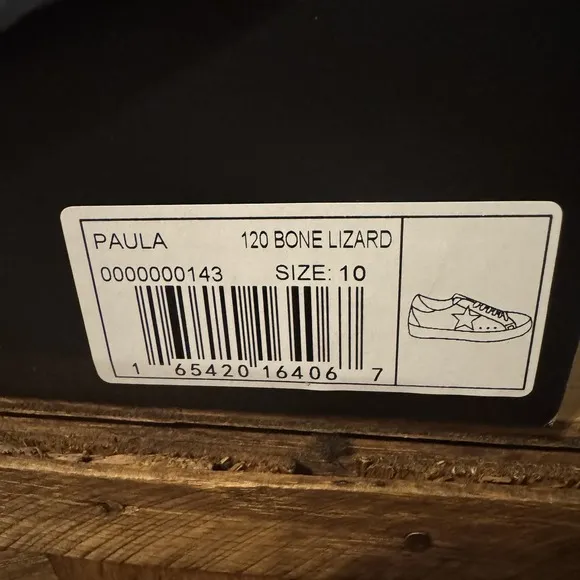 PAULA 120 BONE LIZARD
0000000143 SIZE: 10
1 65420 16406 7